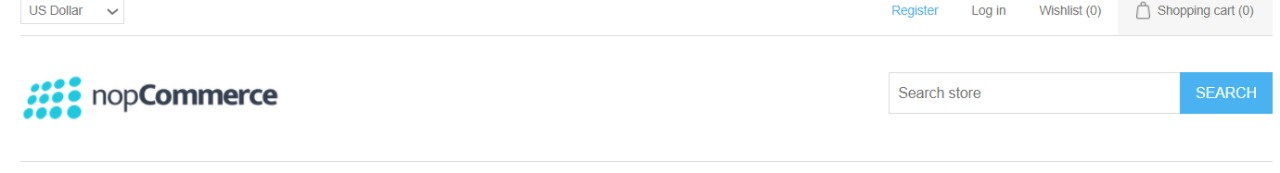 US Dollar Register Log in Wishlist (0) Shopping cart (0)
nopCommerce Search store SEARCH